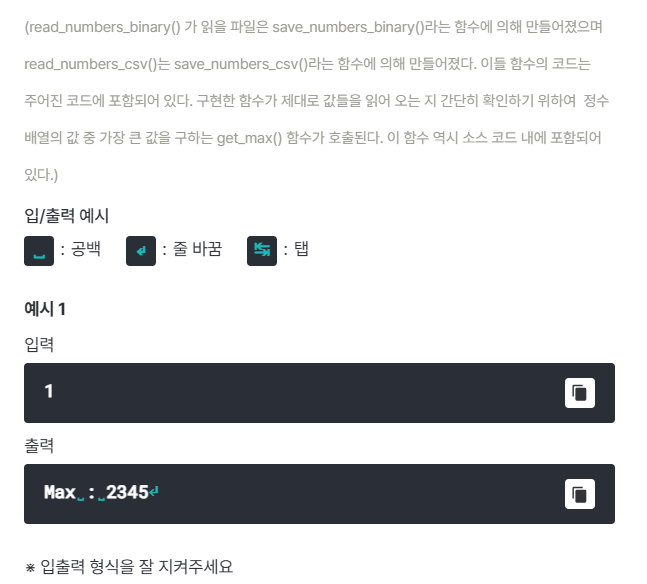 (read_numbers_binary() 가 읽을 파일은 save_numbers_binary()라는 함수에 의해 만들어졌으며
read_numbers_csv()는 save_numbers_csv()라는 함수에 의해 만들어졌다. 이들 함수의 코드는
주어진 코드에 포함되어 있다. 구현한 함수가 제대로 값들을 읽어 오는 지 간단히 확인하기 위하여 정수
배열의 값 중 가장 큰 값을 구하는 get_max() 함수가 호출된다. 이 함수 역시 소스 코드 내에 포함되어
있다.)
입/출력 예시
␣ : 공백 ↵ : 줄 바꿈 ↹ : 탭
예시 1
입력
1
출력
Max␣:␣2345↵
※ 입출력 형식을 잘 지켜주세요